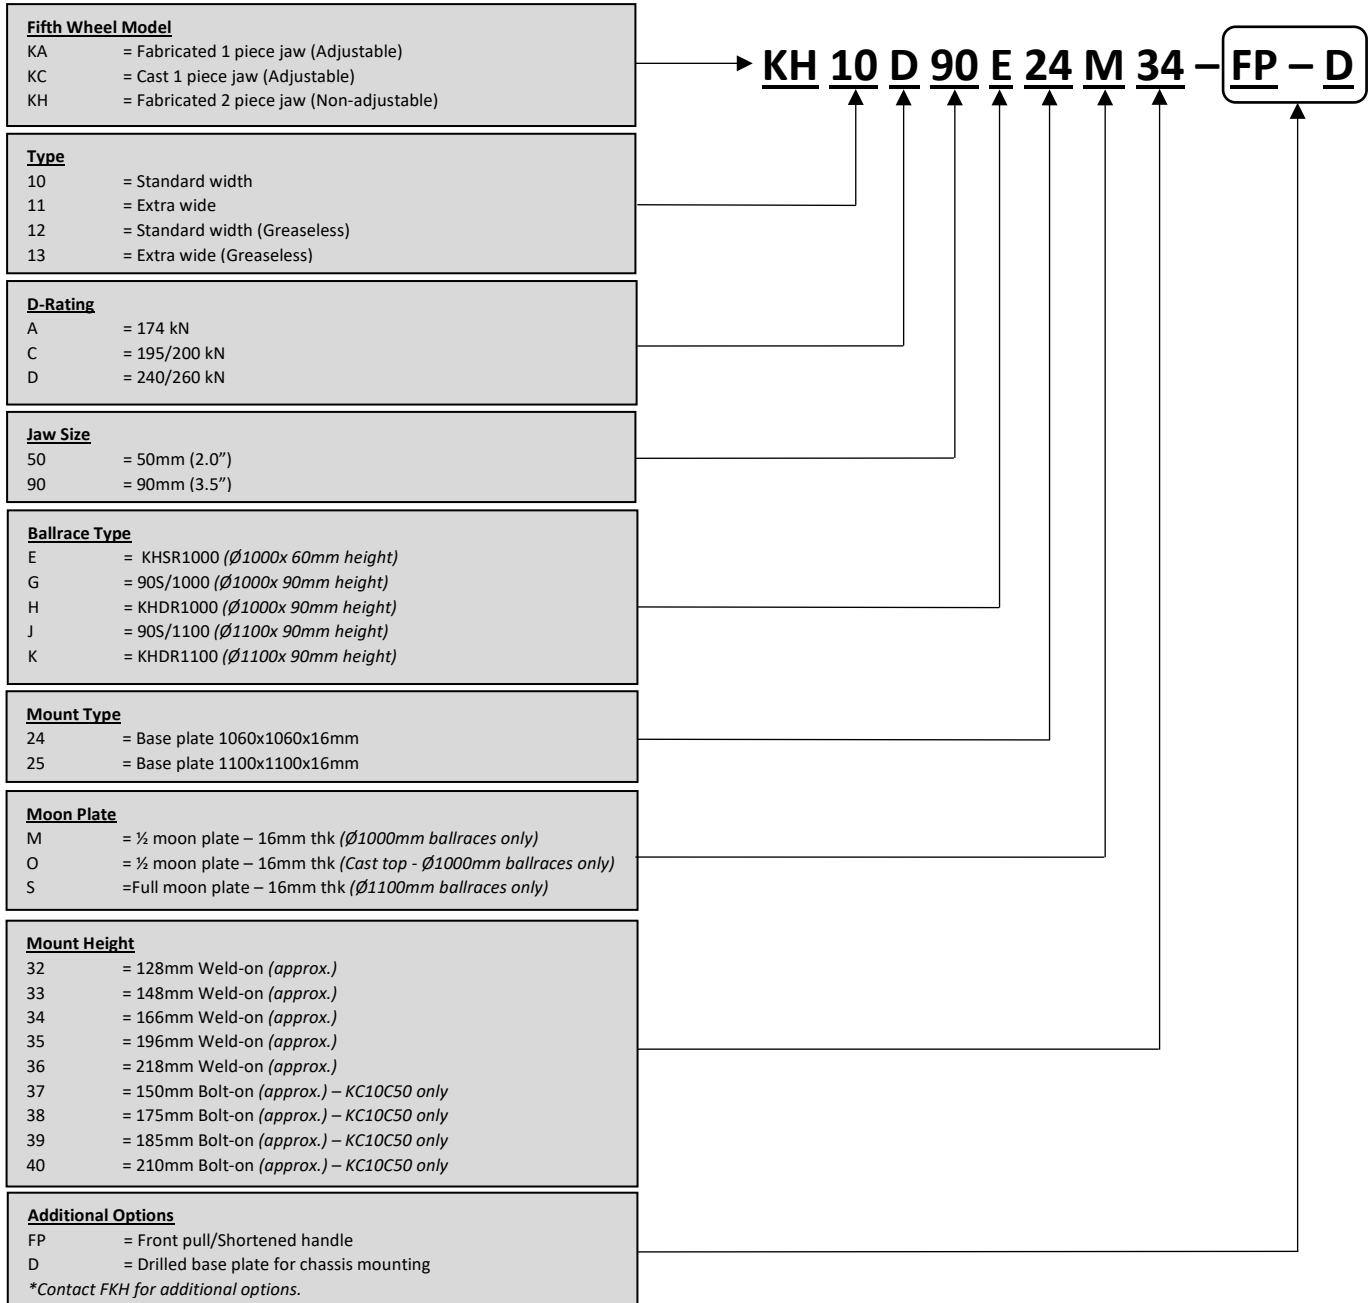 Fifth Wheel Model
KA = Fabricated 1 piece jaw (Adjustable)
KC = Cast 1 piece jaw (Adjustable)
KH = Fabricated 2 piece jaw (Non-adjustable)
KH 10 D 90 E 24 M 34 – FP – D
Type
10 = Standard width
11 = Extra wide
12 = Standard width (Greaseless)
13 = Extra wide (Greaseless)
D-Rating
A = 174 kN
C = 195/200 kN
D = 240/260 kN
Jaw Size
50 = 50mm (2.0”)
90 = 90mm (3.5”)
Ballrace Type
E = KHSR1000 (Ø1000x 60mm height)
G = 90S/1000 (Ø1000x 90mm height)
H = KHDR1000 (Ø1000x 90mm height)
J = 90S/1100 (Ø1100x 90mm height)
K = KHDR1100 (Ø1100x 90mm height)
Mount Type
24 = Base plate 1060x1060x16mm
25 = Base plate 1100x1100x16mm
Moon Plate
M = ½ moon plate – 16mm thk (Ø1000mm ballraces only)
O = ½ moon plate – 16mm thk (Cast top - Ø1000mm ballraces only)
S =Full moon plate – 16mm thk (Ø1100mm ballraces only)
Mount Height
32 = 128mm Weld-on (approx.)
33 = 148mm Weld-on (approx.)
34 = 166mm Weld-on (approx.)
35 = 196mm Weld-on (approx.)
36 = 218mm Weld-on (approx.)
37 = 150mm Bolt-on (approx.) – KC10C50 only
38 = 175mm Bolt-on (approx.) – KC10C50 only
39 = 185mm Bolt-on (approx.) – KC10C50 only
40 = 210mm Bolt-on (approx.) – KC10C50 only
Additional Options
FP = Front pull/Shortened handle
D = Drilled base plate for chassis mounting
*Contact FKH for additional options.